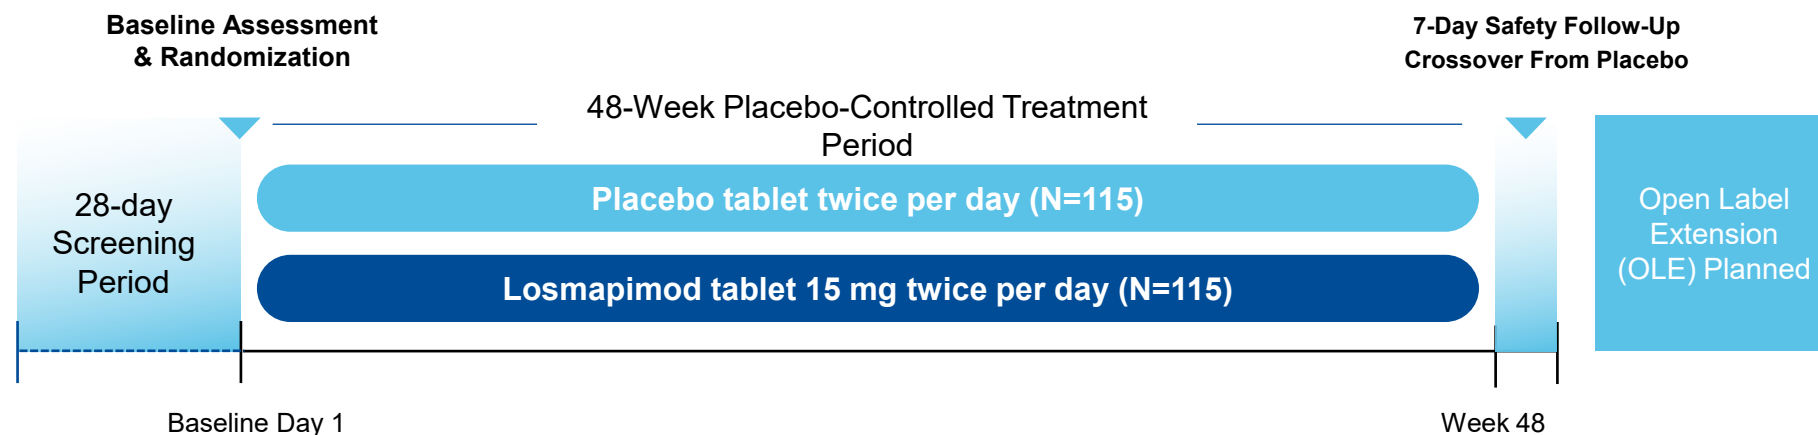 Baseline Assessment
& Randomization
7-Day Safety Follow-Up
Crossover From Placebo
48-Week Placebo-Controlled Treatment
Period
28-day
Screening
Period
Placebo tablet twice per day (N=115)
Losmapimod tablet 15 mg twice per day (N=115)
Open Label
Extension
(OLE) Planned
Baseline Day 1
Week 48